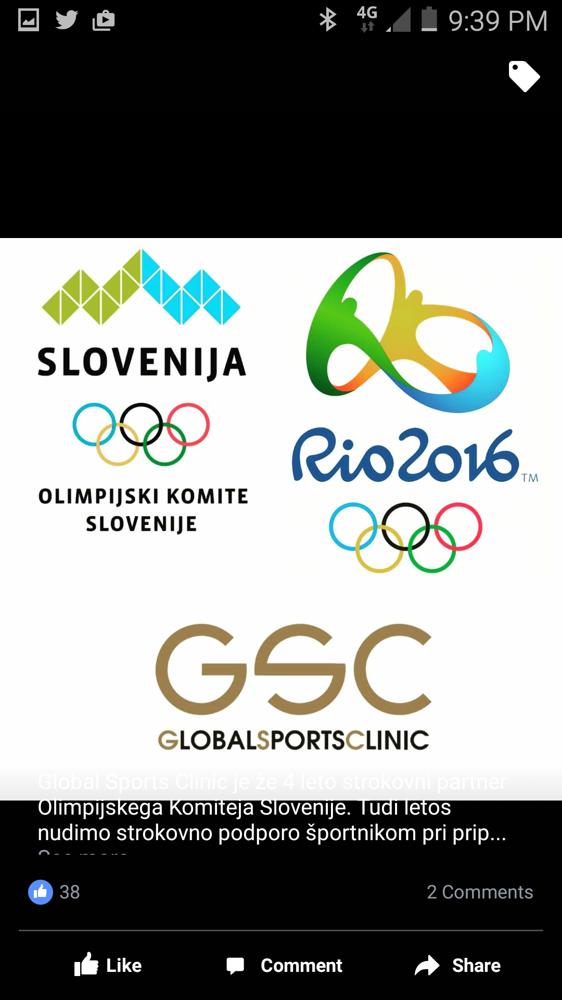 4G 9:39 PM
SLOVENIJA
OLIMPIJSKI KOMITE
SLOVENIJE
Rio2016 TM
GSC
GLOBALSPORTSCLINIC
Global Sports Clinic je že 4 leto strokovni partner
Olimpijskega Komiteja Slovenije. Tudi letos
nudimo strokovno podporo športnikom pri prip...
See more
38 2 Comments
Like Comment Share